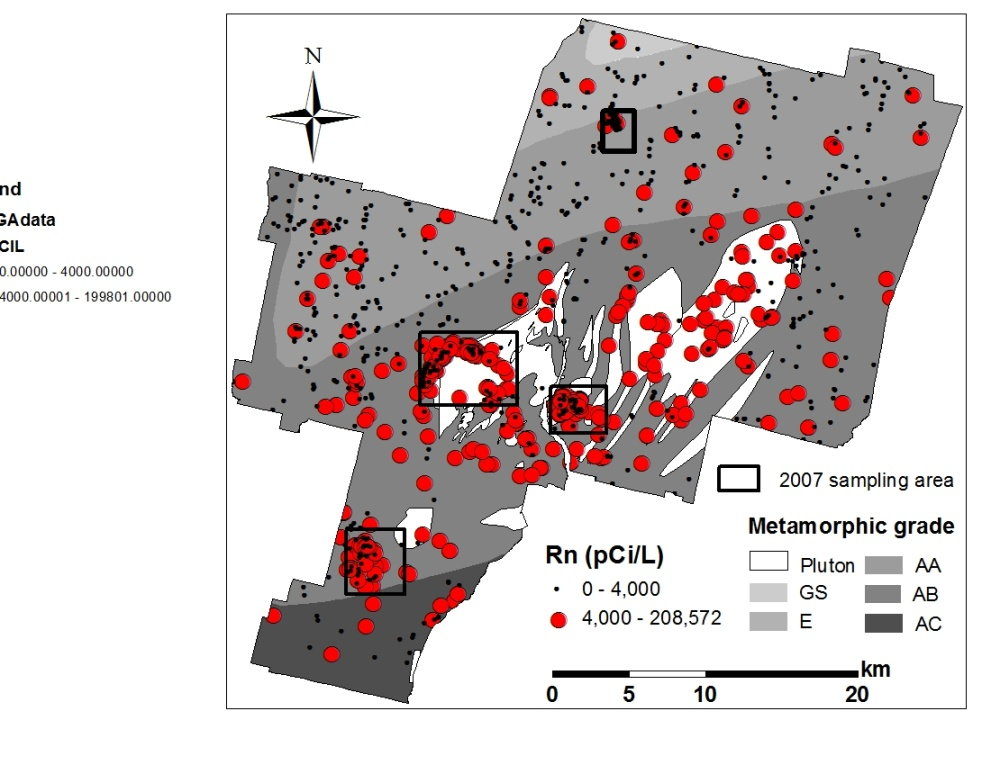 N
nd
GAdata
CIL
0.00000 - 4000.00000
4000.00001 - 199801.00000
2007 sampling area
Metamorphic grade
Pluton
AA
GS
AB
E
AC
Rn (pCi/L)
0 - 4,000
4,000 - 208,572
km
0
5
10
20